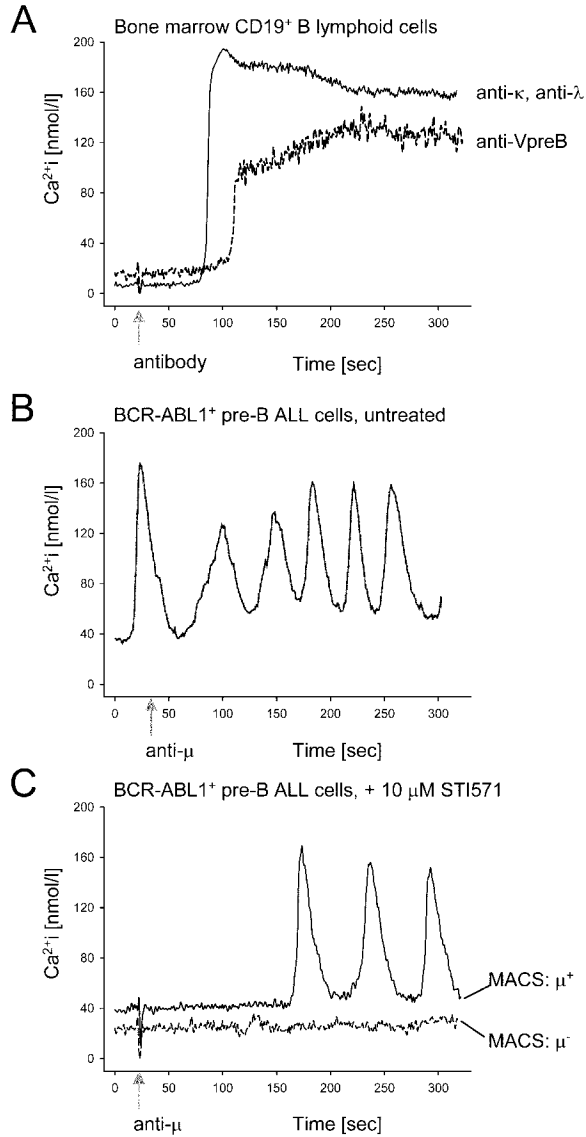 A
Bone marrow CD19⁺ B lymphoid cells
200
160
120
80
40
0
Ca²⁺i [nmol/l]
anti-κ, anti-λ
anti-VpreB
0 50 100 150 200 250 300
antibody
Time [sec]
B
BCR-ABL1⁺ pre-B ALL cells, untreated
200
160
120
80
40
0
Ca²⁺i [nmol/l]
0 50 100 150 200 250 300
anti-μ
Time [sec]
C
BCR-ABL1⁺ pre-B ALL cells, + 10 μM STI571
200
160
120
80
40
0
Ca²⁺i [nmol/l]
MACS: μ⁺
MACS: μ⁻
0 50 100 150 200 250 300
anti-μ
Time [sec]